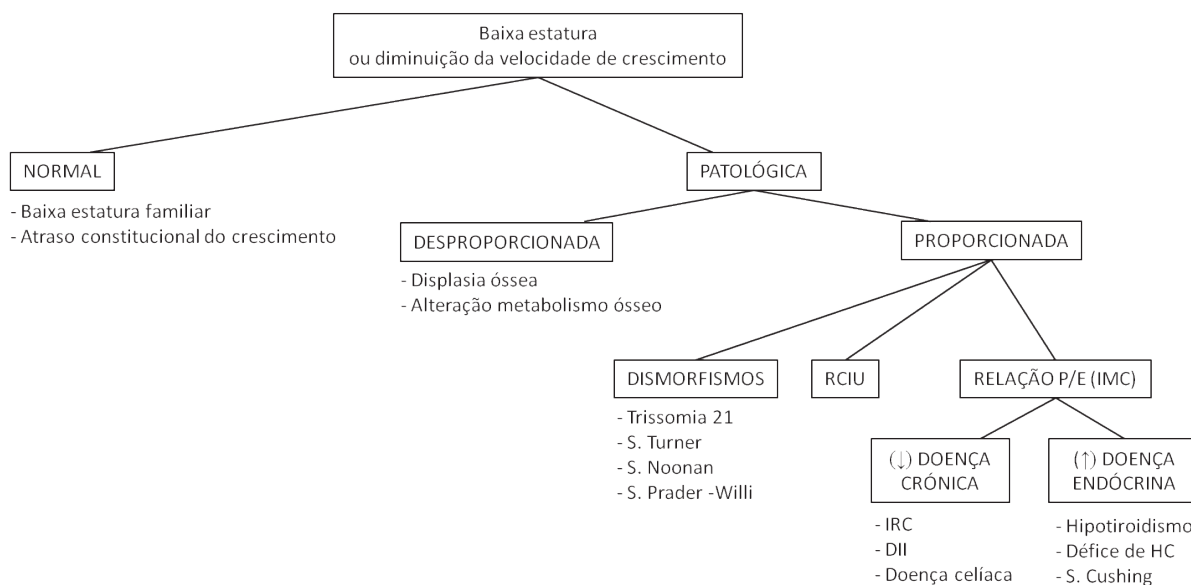 Baixa estatura
ou diminuição da velocidade de crescimento
NORMAL
- Baixa estatura familiar
- Atraso constitucional do crescimento
PATOLÓGICA
DESPROPORCIONADA
- Displasia óssea
- Alteração metabolismo ósseo
PROPORCIONADA
DISMORFISMOS
- Trissomia 21
- S. Turner
- S. Noonan
- S. Prader -Willi
RCIU
RELAÇÃO P/E (IMC)
(↓) DOENÇA
CRÓNICA
- IRC
- DII
- Doença celíaca
(↑) DOENÇA
ENDÓCRINA
- Hipotiroidismo
- Défice de HC
- S. Cushing